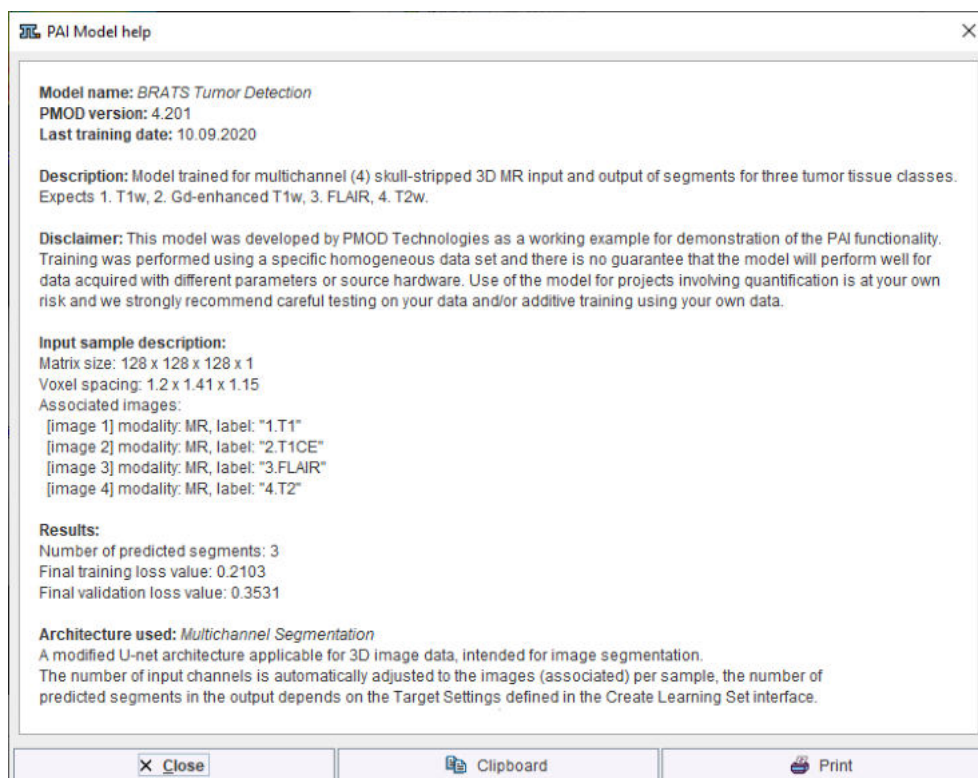 PAI Model help
Model name: BRATS Tumor Detection
PMOD version: 4.201
Last training date: 10.09.2020
Description: Model trained for multichannel (4) skull-stripped 3D MR input and output of segments for three tumor tissue classes.
Expects 1. T1w, 2. Gd-enhanced T1w, 3. FLAIR, 4. T2w.
Disclaimer: This model was developed by PMOD Technologies as a working example for demonstration of the PAI functionality.
Training was performed using a specific homogeneous data set and there is no guarantee that the model will perform well for
data acquired with different parameters or source hardware. Use of the model for projects involving quantification is at your own
risk and we strongly recommend careful testing on your data and/or additive training using your own data.
Input sample description:
Matrix size: 128 x 128 x 128 x 1
Voxel spacing: 1.2 x 1.41 x 1.15
Associated images:
[image 1] modality: MR, label: "1.T1"
[image 2] modality: MR, label: "2.T1CE"
[image 3] modality: MR, label: "3.FLAIR"
[image 4] modality: MR, label: "4.T2"
Results:
Number of predicted segments: 3
Final training loss value: 0.2103
Final validation loss value: 0.3531
Architecture used: Multichannel Segmentation
A modified U-net architecture applicable for 3D image data, intended for image segmentation.
The number of input channels is automatically adjusted to the images (associated) per sample, the number of
predicted segments in the output depends on the Target Settings defined in the Create Learning Set interface.
Close Clipboard Print